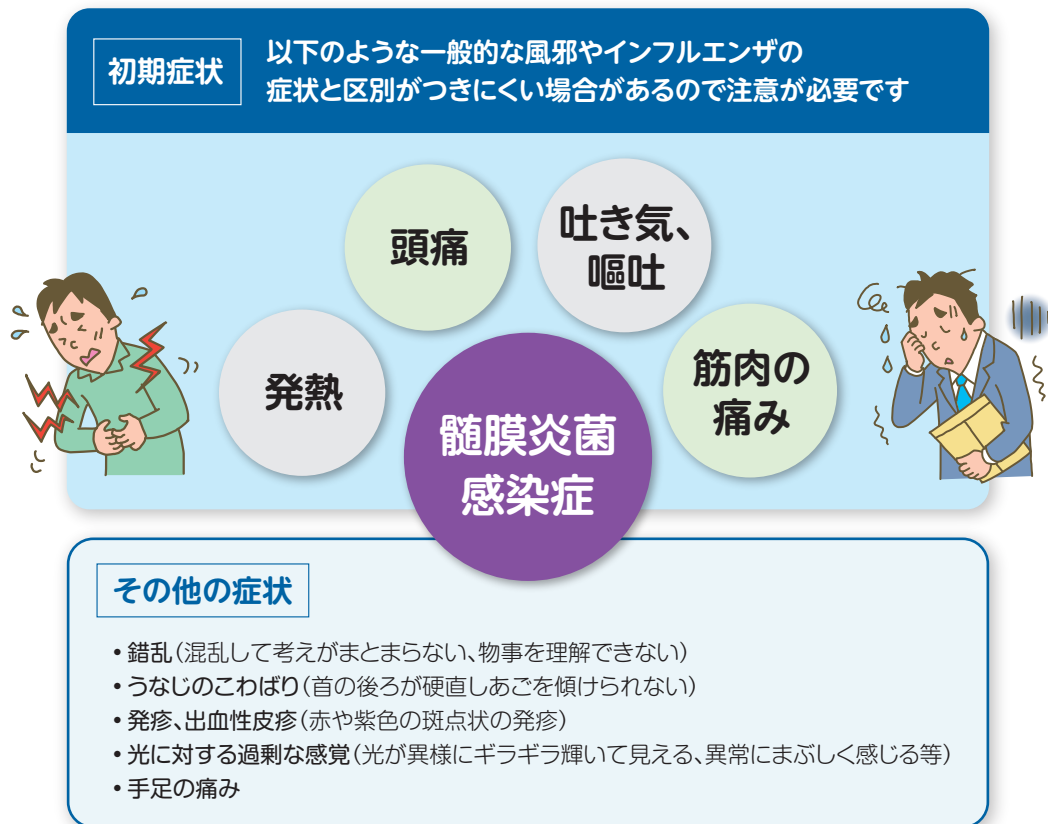 初期症状
以下のような一般的な風邪やインフルエンザの
症状と区別がつきにくい場合があるので注意が必要です
発熱
頭痛
吐き気、
嘔吐
筋肉の
痛み
髄膜炎菌
感染症
その他の症状
• 錯乱(混乱して考えがまとまらない、物事を理解できない)
• うなじのこわばり(首の後ろが硬直しあごを傾けられない)
• 発疹、出血性皮疹(赤や紫色の斑点状の発疹)
• 光に対する過剰な感覚(光が異様にギラギラ輝いて見える、異常にまぶしく感じる等)
• 手足の痛み